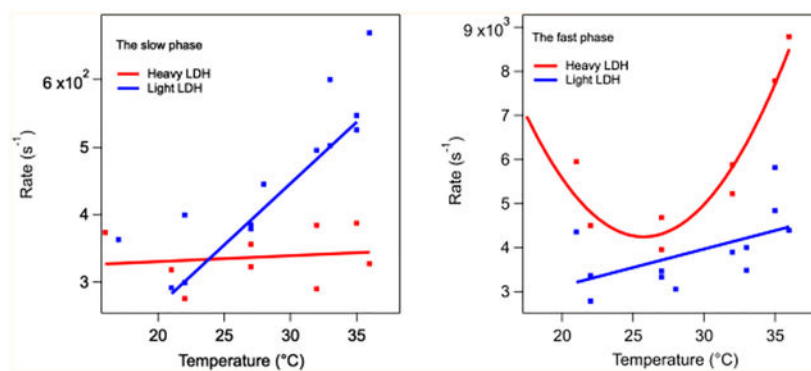 The slow phase
Heavy LDH
Light LDH
6 x10²
5
4
3
Rate (s⁻¹)
20
25
30
35
Temperature (°C)
9 x10³
The fast phase
Heavy LDH
Light LDH
8
7
6
5
4
3
Rate (s⁻¹)
20
25
30
35
Temperature (°C)